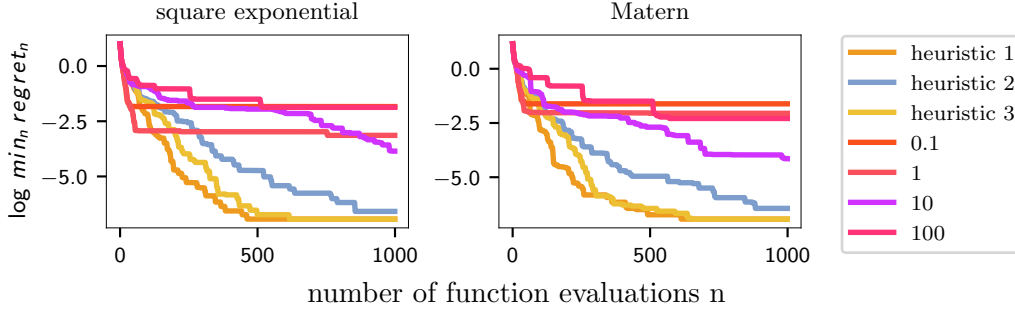 square exponential
Matern
log min_n regret_n
0.0
−2.5
−5.0
0
500
1000
0.0
−2.5
−5.0
0
500
1000
number of function evaluations n
heuristic 1
heuristic 2
heuristic 3
0.1
1
10
100